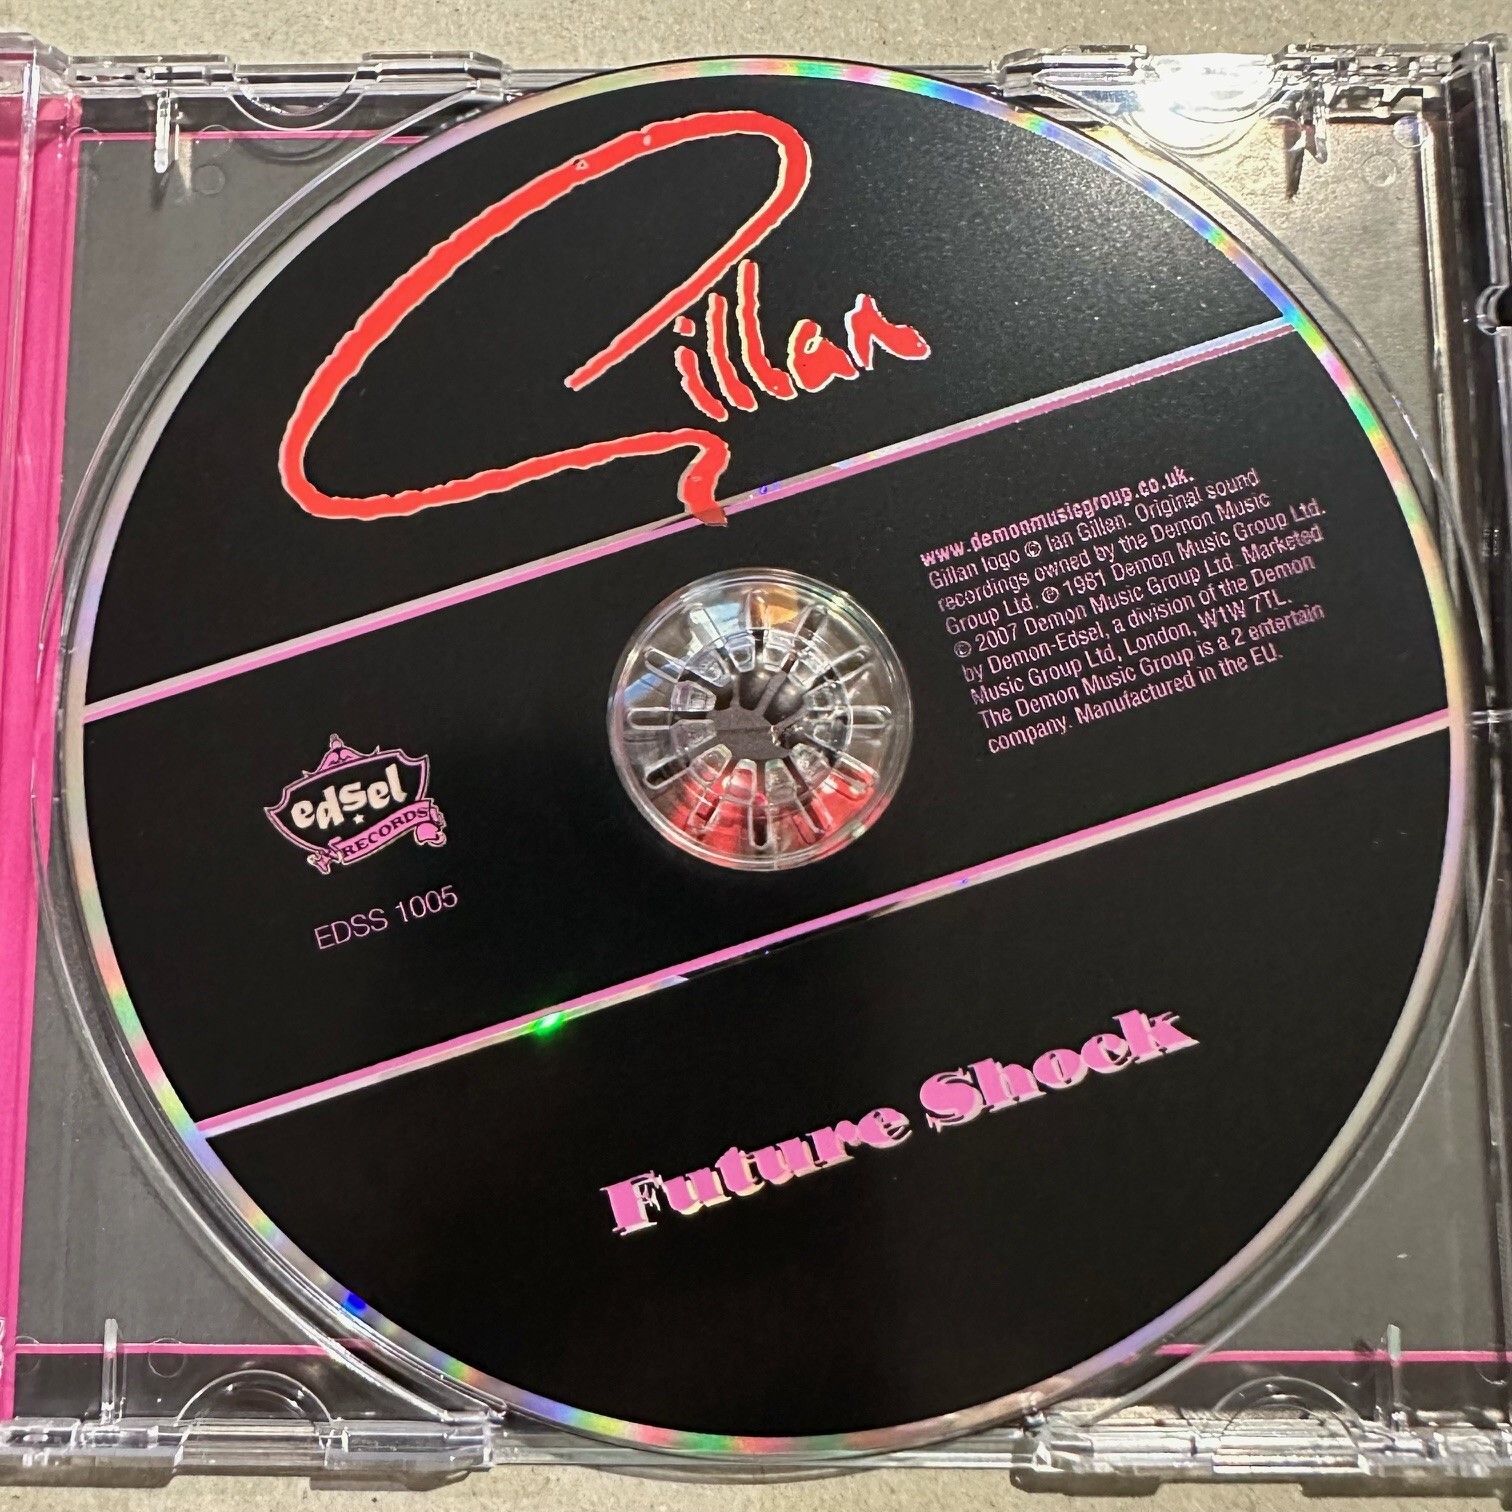 Gillan
www.demonmusicgroup.co.uk.
Gillan logo © Ian Gillan. Original sound
recordings owned by the Demon Music
Group Ltd. ℗ 1981 Demon Music Group Ltd.
© 2007 Demon Music Group Ltd. Marketed
by Demon-Edsel, a division of the Demon
Music Group Ltd, London, W1W 7TL.
The Demon Music Group is a 2 entertain
company. Manufactured in the EU.
edsel
RECORDS
EDSS 1005
Future Shock